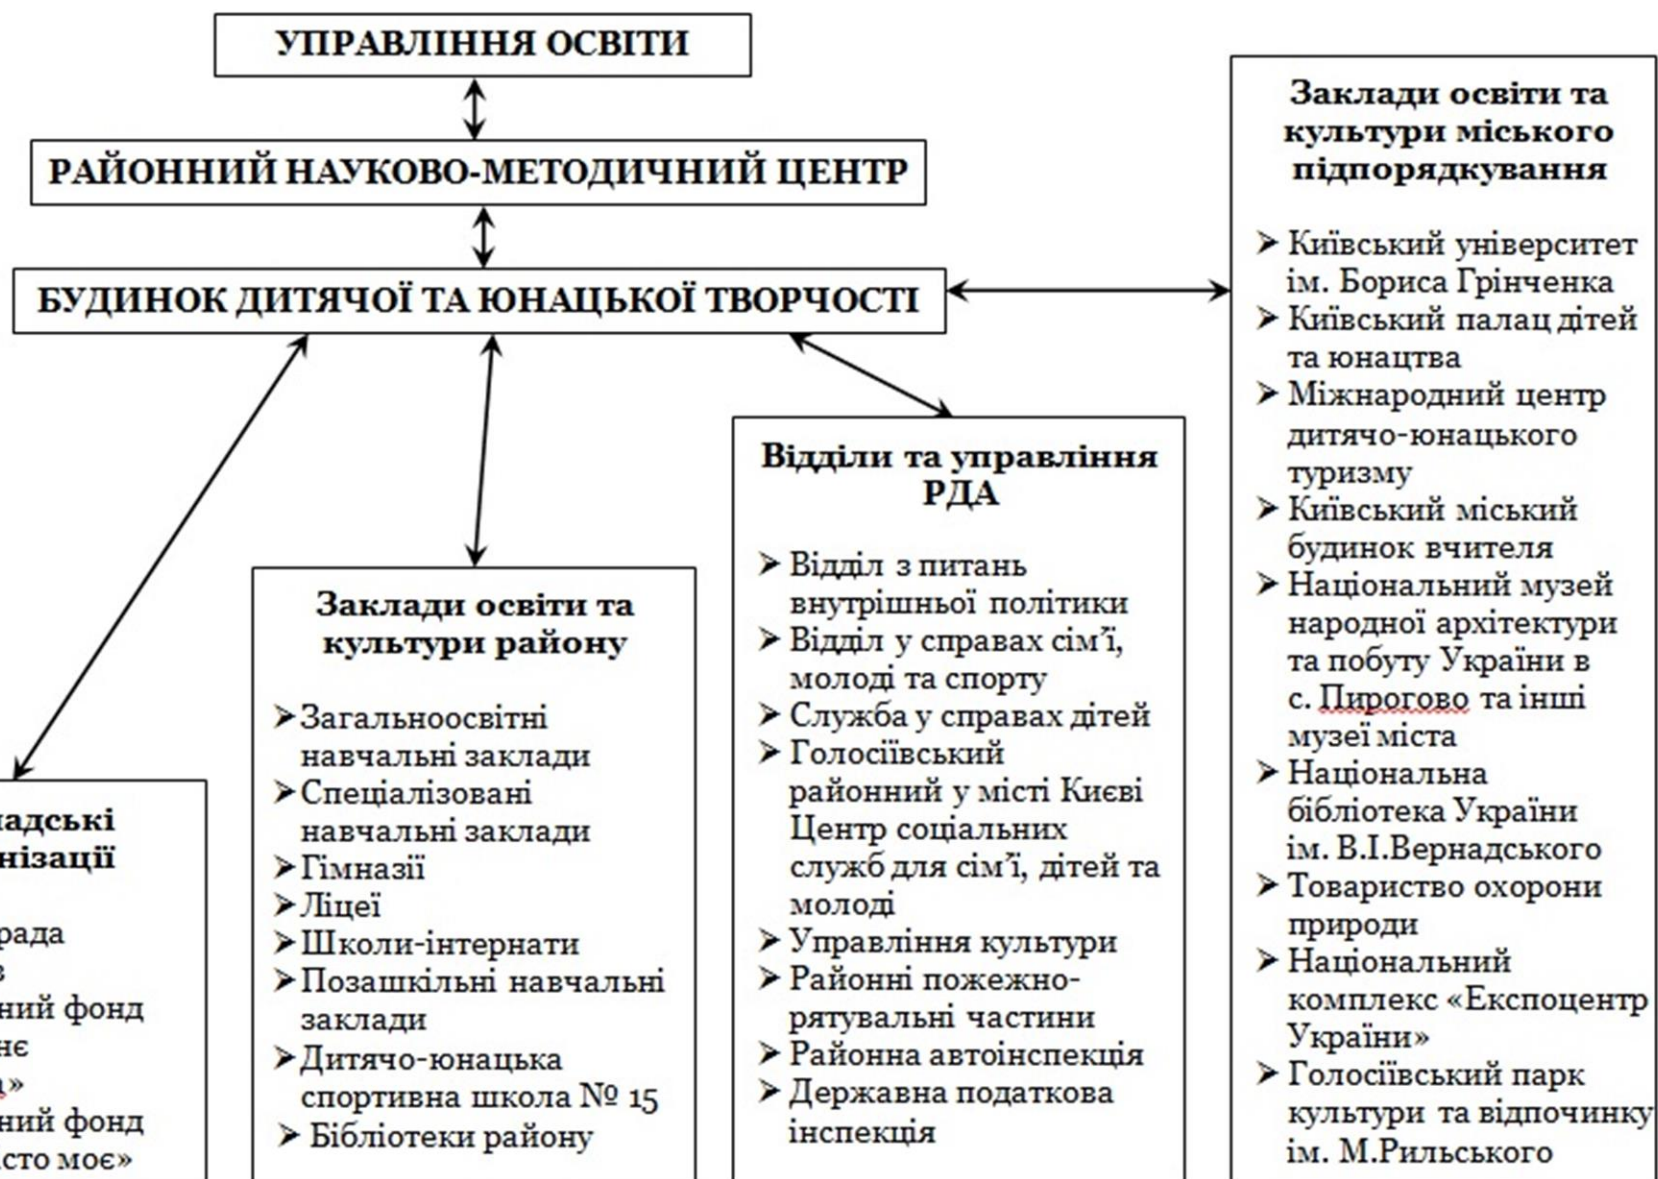 УПРАВЛІННЯ ОСВІТИ
РАЙОННИЙ НАУКОВО-МЕТОДИЧНИЙ ЦЕНТР
БУДИНОК ДИТЯЧОЇ ТА ЮНАЦЬКОЇ ТВОРЧОСТІ
рада
ний фонд
ний фонд
моє»
Заклади освіти та
культури району
Загальноосвітні
навчальні заклади
Спеціалізовані
навчальні заклади
Гімназії
Ліцеї
Школи-інтернати
Позашкільні навчальні
заклади
Дитячо-юнацька
спортивна школа № 15
Бібліотеки району
Відділи та управління
РДА
Відділ з питань
внутрішньої політики
Відділ у справах сім’ї,
молоді та спорту
Служба у справах дітей
Голосіївський
районний у місті Києві
Центр соціальних
служб для сім’ї, дітей та
молоді
Управління культури
Районні пожежно-
рятувальні частини
Районна автоінспекція
Державна податкова
інспекція
Заклади освіти та
культури міського
підпорядкування
Київський університет
ім. Бориса Грінченка
Київський палац дітей
та юнацтва
Міжнародний центр
дитячо-юнацького
туризму
Київський міський
будинок вчителя
Національний музей
народної архітектури
та побуту України в
с. Пирогово та інші
музеї міста
Національна
бібліотека України
ім. В.І.Вернадського
Товариство охорони
природи
Національний
комплекс «Експоцентр
України»
Голосіївський парк
культури та відпочинку
ім. М.Рильського